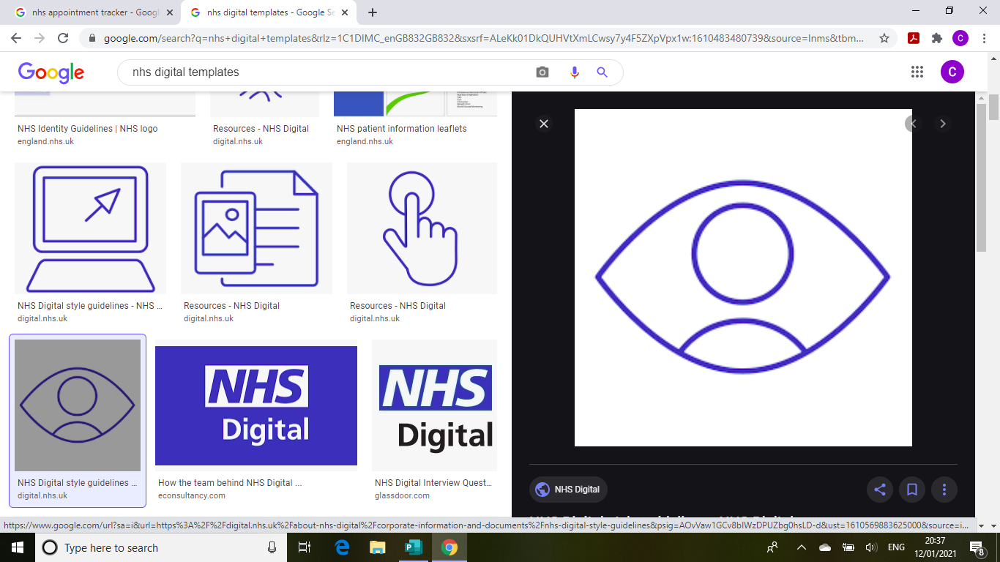 nhs appointment tracker - Googl
nhs digital templates - Google Se
google.com/search?q=nhs+digital+templates&rlz=1C1DIMC_enGB832GB832&sxsrf=ALeKk01DkQUHVtXmLCwsy7y4F5ZXpVpx1w:1610483480739&source=lnms&tbm...
C
Google
nhs digital templates
C
NHS Identity Guidelines | NHS logo
england.nhs.uk
Resources - NHS Digital
digital.nhs.uk
NHS patient information leaflets
england.nhs.uk
NHS Digital style guidelines - NHS ...
digital.nhs.uk
Resources - NHS Digital
digital.nhs.uk
Resources - NHS Digital
digital.nhs.uk
NHS
Digital
NHS
Digital
NHS Digital style guidelines ...
digital.nhs.uk
How the team behind NHS Digital ...
econsultancy.com
NHS Digital Interview Quest...
glassdoor.com
NHS Digital
https://www.google.com/url?sa=i&url=https%3A%2F%2Fdigital.nhs.uk%2Fabout-nhs-digital%2Fcorporate-information-and-documents%2Fnhs-digital-style-guidelines&psig=AOvVaw1GCv8bIWzDPUZbg0hsLD-d&ust=1610569883625000&source=i...
Type here to search
ENG
20:37
12/01/2021
8